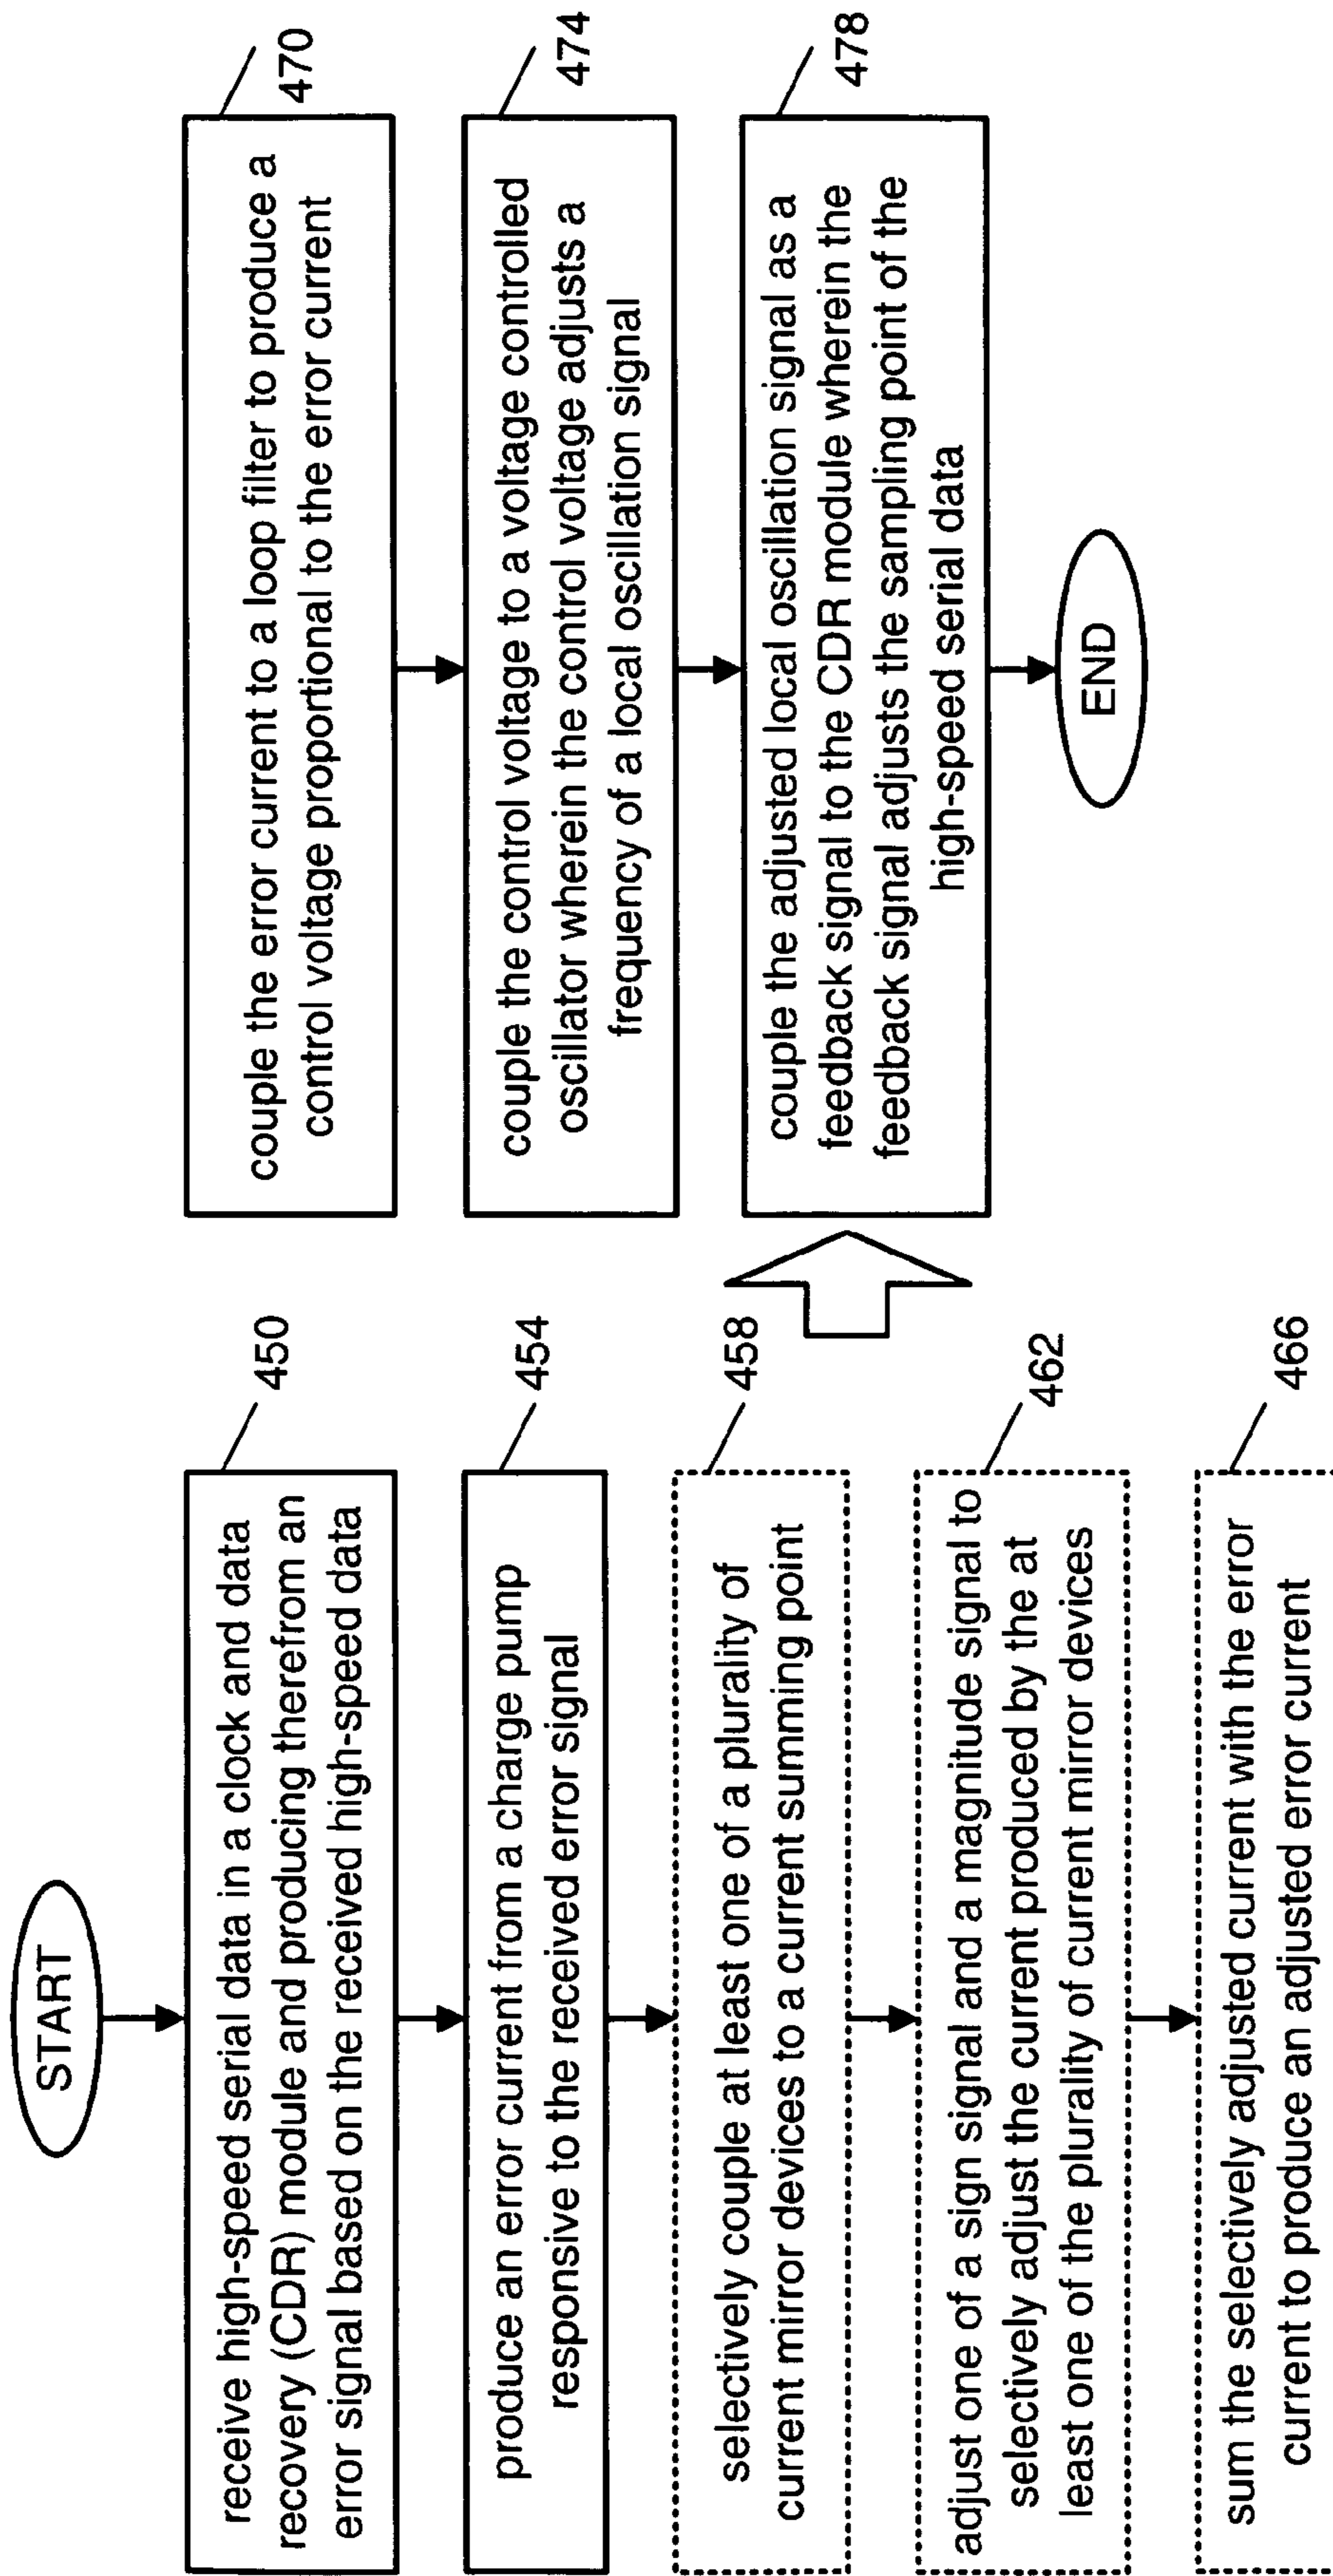 START
450
receive high-speed serial data in a clock and data
recovery (CDR) module and producing therefrom an
error signal based on the received high-speed data
454
produce an error current from a charge pump
responsive to the received error signal
458
selectively couple at least one of a plurality of
current mirror devices to a current summing point
462
adjust one of a sign signal and a magnitude signal to
selectively adjust the current produced by the at
least one of the plurality of current mirror devices
466
sum the selectively adjusted current with the error
current to produce an adjusted error current
470
couple the error current to a loop filter to produce a
control voltage proportional to the error current
474
couple the control voltage to a voltage controlled
oscillator wherein the control voltage adjusts a
frequency of a local oscillation signal
478
couple the adjusted local oscillation signal as a
feedback signal to the CDR module wherein the
feedback signal adjusts the sampling point of the
high-speed serial data
END